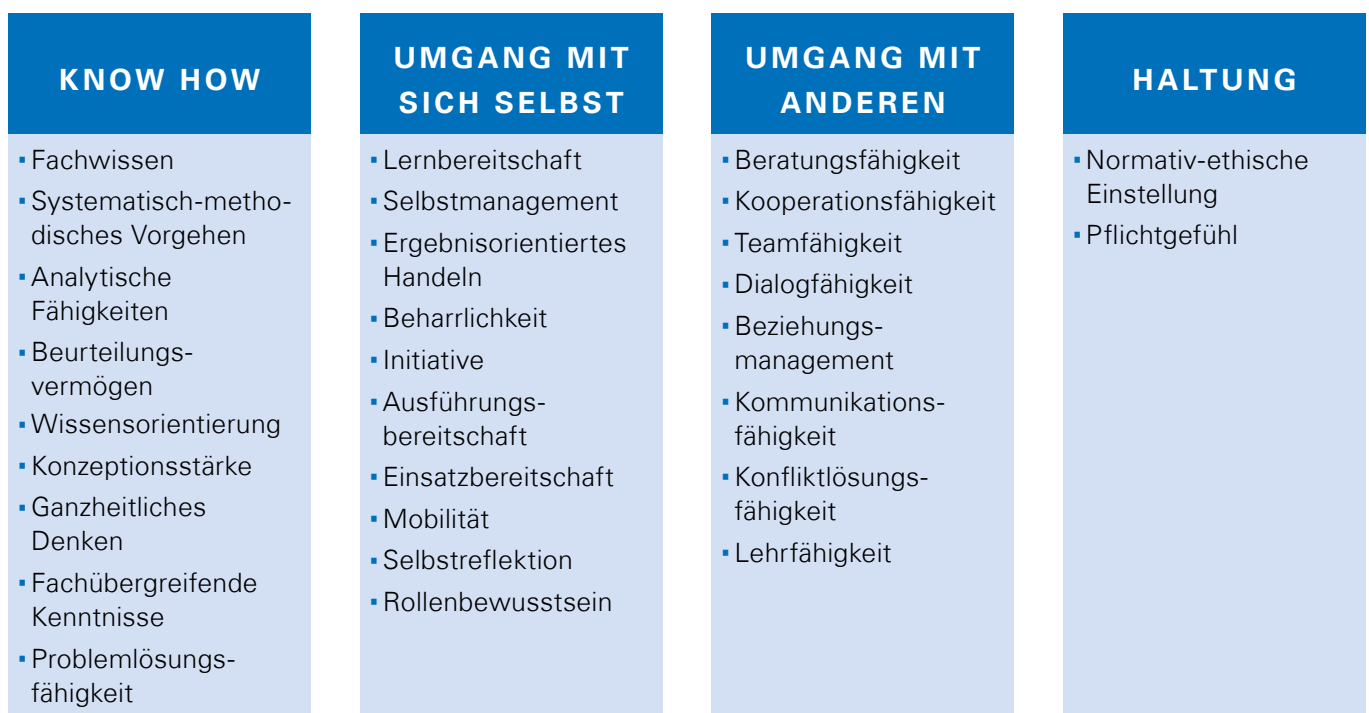 KNOW HOW
▪ Fachwissen
▪ Systematisch-metho-
disches Vorgehen
▪ Analytische
Fähigkeiten
▪ Beurteilungs-
vermögen
▪ Wissensorientierung
▪ Konzeptionsstärke
▪ Ganzheitliches
Denken
▪ Fachübergreifende
Kenntnisse
▪ Problemlösungs-
fähigkeit
UMGANG MIT
SICH SELBST
▪ Lernbereitschaft
▪ Selbstmanagement
▪ Ergebnisorientiertes
Handeln
▪ Beharrlichkeit
▪ Initiative
▪ Ausführungs-
bereitschaft
▪ Einsatzbereitschaft
▪ Mobilität
▪ Selbstreflektion
▪ Rollenbewusstsein
UMGANG MIT
ANDEREN
▪ Beratungsfähigkeit
▪ Kooperationsfähigkeit
▪ Teamfähigkeit
▪ Dialogfähigkeit
▪ Beziehungs-
management
▪ Kommunikations-
fähigkeit
▪ Konfliktlösungs-
fähigkeit
▪ Lehrfähigkeit
HALTUNG
▪ Normativ-ethische
Einstellung
▪ Pflichtgefühl